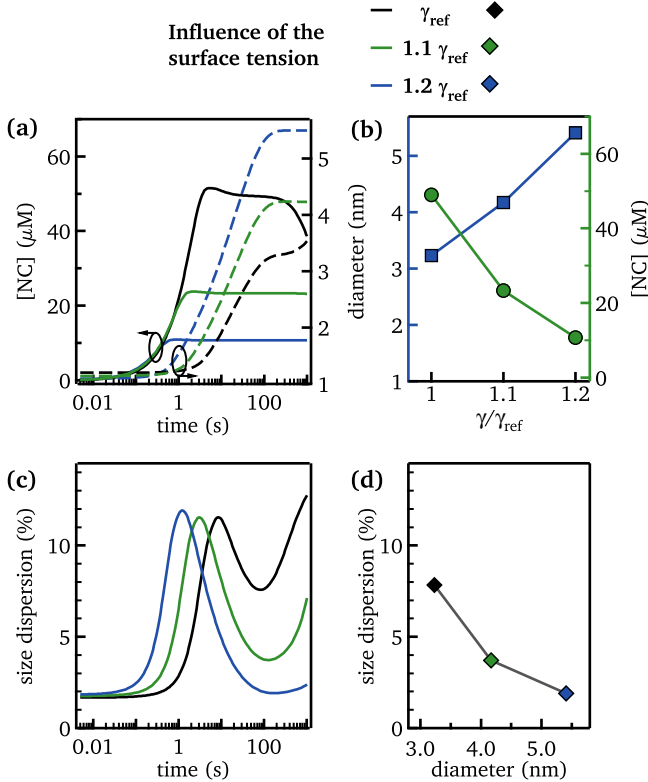 Influence of the
surface tension
γref
1.1 γref
1.2 γref
(a)
[NC] (μM)
60
40
20
0
5
4
3
2
1
diameter (nm)
0.01
1
100
time (s)
(b)
5
4
3
2
1
60
40
20
0
[NC] (μM)
1
1.1
1.2
γ/γref
(c)
size dispersion (%)
10
5
0
0.01
1
100
time (s)
(d)
size dispersion (%)
10
5
0
3.0
4.0
5.0
diameter (nm)